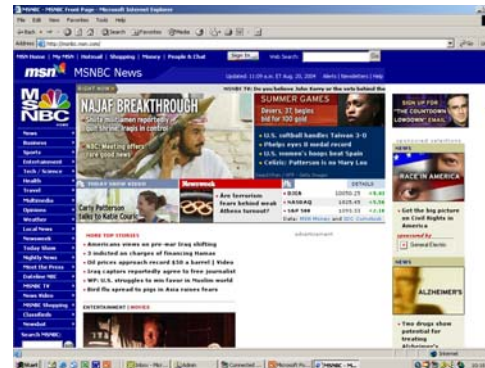 MSNBC - MSNBC Front Page - Microsoft Internet Explorer
File Edit View Favorites Tools Help
Back Search Favorites Media
Address http://msnbc.msn.com/ Go
MSN Home | My MSN | Hotmail | Shopping | Money | People & Chat Sign In Web Search: Go
msn MSNBC News
Updated: 11:09 a.m. ET Aug. 20, 2004 Alerts | Newsletters | Help
RIGHT NOW
MSNBC TV: Do you believe John Kerry or the vets behind the
MSNBC
News
Business
Sports
Entertainment
Tech / Science
Health
Travel
Multimedia
Opinions
Weather
Local News
Newsweek
Today Show
Nightly News
Meet the Press
Dateline NBC
MSNBC TV
News Video
MSNBC Shopping
Classifieds
Newsbot
Search MSNBC:
NAJAF BREAKTHROUGH
Shiite militiamen reportedly
quit shrine, Iraqis in control
NBC: Meeting offers
rare good news
SUMMER GAMES
Devers, 37, begins
bid for 100 gold
U.S. softball handles Taiwan 3-0
Phelps eyes 8 medal record
U.S. women's hoops beat Spain
Celizic: Patterson is no Mary Lou
TODAY SHOW VIDEO
Carly Patterson
talks to Katie Couric
Newsweek
Are terrorism
fears behind weak
Athens turnout?
DETAILS
DJIA
NASDAQ
S&P 500
Data: MSN Money and
MORE TOP STORIES
Americans views on pre-war Iraq shifting
3 indicted on charges of financing Hamas
Oil prices approach record $50 a barrel | Video
Iraq captors reportedly agree to free journalist
WP: U.S. struggles to win favor in Muslim world
Bird flu spread to pigs in Asia raises fears
ENTERTAINMENT | MOVIES
advertisement
SIGN UP FOR
"THE COUNTDOWN
LOWDOWN" EMAIL
sponsored selections
NEWS
RACE IN AMERICA
Get the big picture
on Civil Rights in
America
sponsored by
General Electric
NEWS
ALZHEIMER'S
Two drugs show
potential for
treating
Alzheimer's
Internet
Start